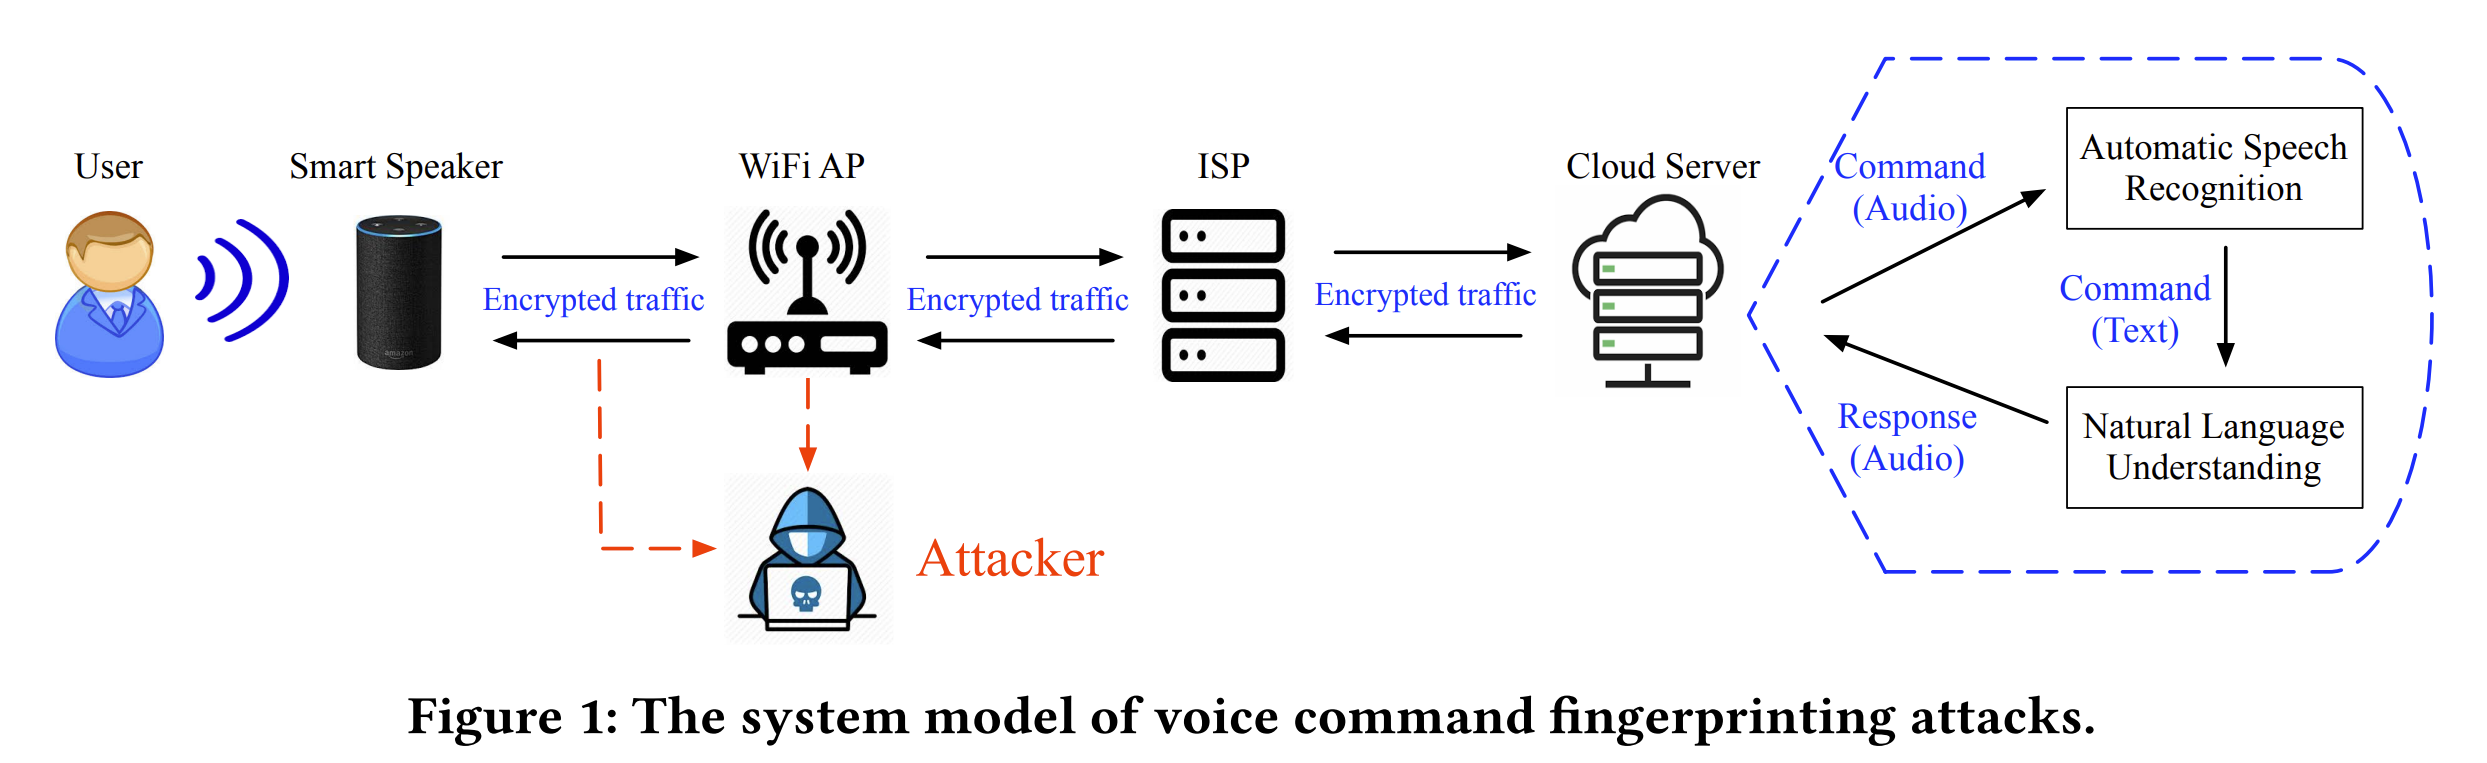 User
Smart Speaker
WiFi AP
ISP
Cloud Server
amazon
Encrypted traffic
Encrypted traffic
Encrypted traffic
Command
(Audio)
Automatic Speech
Recognition
Command
(Text)
Response
(Audio)
Natural Language
Understanding
Attacker
Figure 1: The system model of voice command fingerprinting attacks.